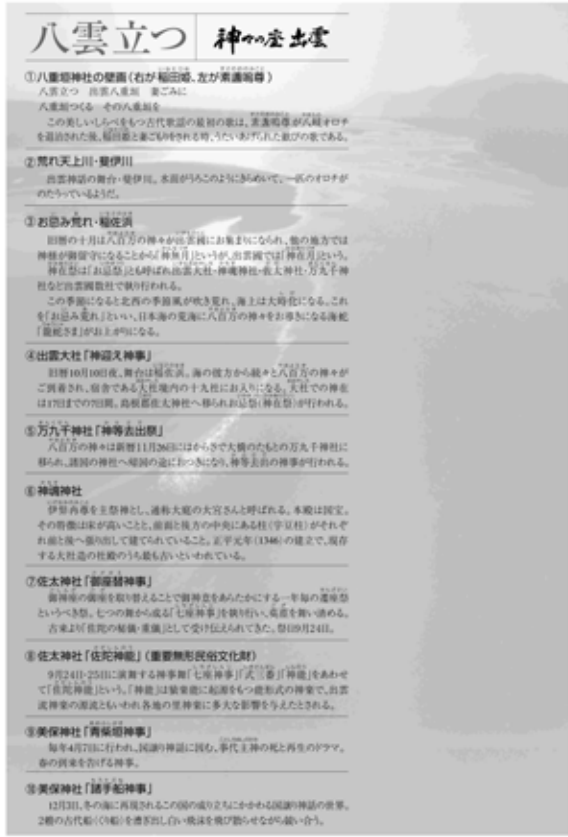 八雲立つ 神々の座 出雲
①八重垣神社の壁画(右が稲田姫、左が素盞嗚尊)
八雲立つ 出雲八重垣 妻ごみに
八重垣つくる その八重垣を
この美しいしらべをもつ古代歌謡の最初の歌は、素盞嗚尊が八岐オロチ
を退治された後、稲田姫と妻ごもりをされる時、うたいあげられた歓びの歌である。
②荒れ天上川・斐伊川
出雲神話の舞台・斐伊川。水面がうろこのようにきらめいて、一匹のオロチが
のたうっているようだ。
③お忌み荒れ・稲佐浜
旧暦の十月は八百万の神々が出雲國にお集まりになられ、他の地方では
神様が御留守になることから「神無月」というが、出雲國では「神在月」という。
神在祭は「お忌祭」とも呼ばれ出雲大社・神魂神社・佐太神社・万九千神
社など出雲國数社で執り行われる。
この季節になると北西の季節風が吹き荒れ、海上は大時化になる。これ
を「お忌み荒れ」といい、日本海の荒海に八百万の神々をお導きになる海蛇
「龍蛇さま」がお上がりになる。
④出雲大社「神迎え神事」
旧暦10月10日夜、舞台は稲佐浜。海の彼方から続々と八百万の神々が
ご到着され、宿舎である大社境内の十九社にお入りになる。大社での神在
は17日までの7日間。島根郡佐太神社へ移られお忌祭(神在祭)が行われる。
⑤万九千神社「神等去出祭」
八百万の神々は新暦11月26日にはからさで大橋のたもとの万九千神社に
移られ、諸国の神社へ帰国の途におつきになり、神等去出の神事が行われる。
⑥神魂神社
伊弉冉尊を主祭神とし、通称大庭の大宮さんと呼ばれる。本殿は国宝。
その特徴は床が高いことと、前面と後方の中央にある柱(宇豆柱)がそれぞ
れ前と後へ張り出して建てられていること。正平元年(1346)の建立で、現存
する大社造の社殿のうち最も古いといわれている。
⑦佐太神社「御座替神事」
御神座の御座を取り替えることで御神意をあらたかにする一年毎の遷座祭
というべき祭。七つの舞から成る「七座神事」を執り行い、茣蓙を舞い清める。
古来より「佐陀の秘儀・重儀」として受け伝えられてきた。祭日9月24日。
⑧佐太神社「佐陀神能」(重要無形民俗文化財)
9月24日・25日に演舞する神事舞「七座神事」「式三番」「神能」をあわせ
て「佐陀神能」という。「神能」は猿楽能に起源をもつ能形式の神楽で、出雲
流神楽の源流ともいわれ各地の里神楽に多大な影響を与えたとされる。
⑨美保神社「青柴垣神事」
毎年4月7日に行われ、国譲り神話に因む、事代主神の死と再生のドラマ。
春の到来を告げる神事。
⑩美保神社「諸手船神事」
12月3日、冬の海に再現されるこの国の成り立ちにかかわる国譲り神話の世界。
2艘の古代船(くり船)を漕ぎ出し白い飛沫を飛び散らせながら競い合う。